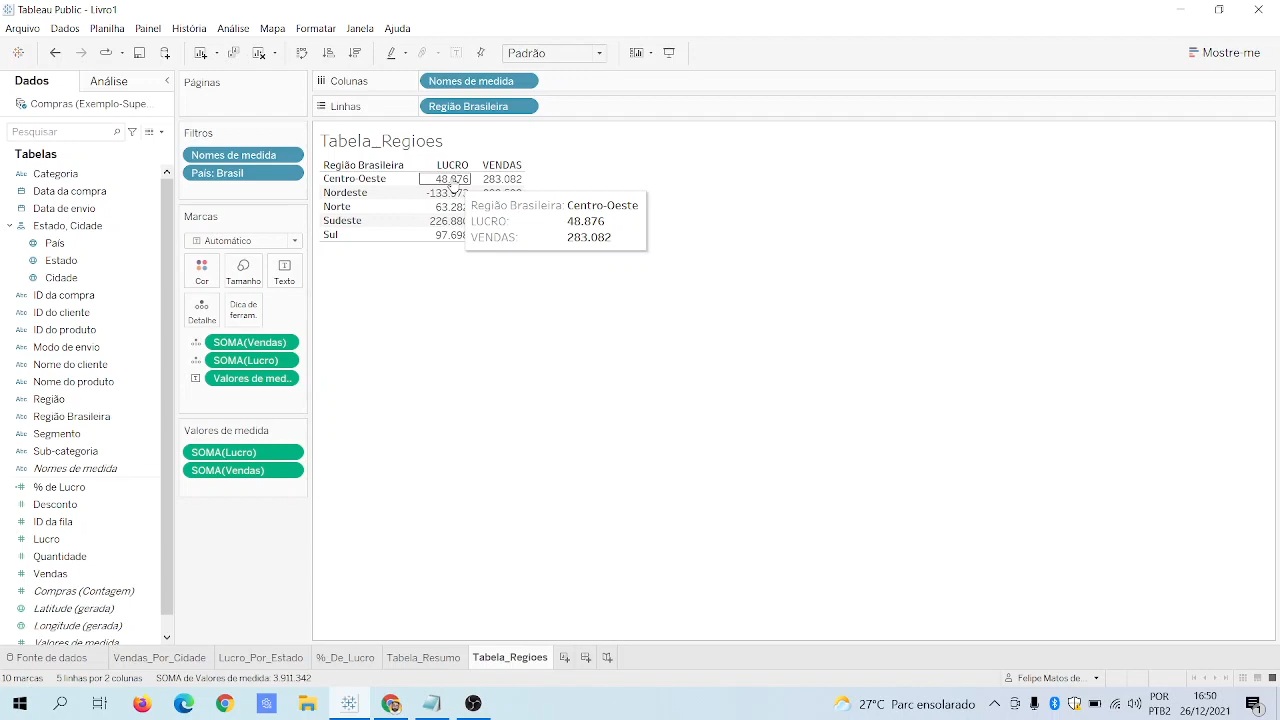 Tableau Public - Livro1
Arquivo Dados Planilha Painel História Análise Mapa Formatar Janela Ajuda
Padrão
Mostre-me
Dados Análise
Compras (Exemplo-Supe...
Pesquisar
Tabelas
Categoria
Data da compra
Data de envio
Estado, Cidade
País
Estado
Cidade
ID da compra
ID do cliente
ID do produto
Modo de envio
Nome do cliente
Nome do produto
Região
Região Brasileira
Segmento
Sub-categoria
Nomes de medida
% de Lucro
Desconto
ID da fila
Lucro
Quantidade
Vendas
Compras (Contagem)
Latitude (gerada)
Longitude (gerada)
Valores de medida
Páginas
Filtros
Nomes de medida
País: Brasil
Marcas
Automático
Cor Tamanho Texto
Detalhe
Dica de
ferram.
SOMA(Vendas)
SOMA(Lucro)
Valores de med..
Valores de medida
SOMA(Lucro)
SOMA(Vendas)
Colunas Nomes de medida
Linhas Região Brasileira
Tabela_Regioes
Região Brasileira LUCRO VENDAS
Centro-Oeste 48.876 283.082
Nordeste
Norte 63.282
Sudeste 226.880
Sul 97.698
Região Brasileira: Centro-Oeste
LUCRO: 48.876
VENDAS: 283.082
Fonte de dados Vendas_Por_Cidade Lucro_Por_Estado %_De_Lucro Tabela_Resumo Tabela_Regioes
10 marcas 5 linhas por 2 colunas SOMA de Valores de medida: 3.911.342 Felipe Matos de...
27°C Parc ensolarado
POR
PTB2
16:50
26/12/2021